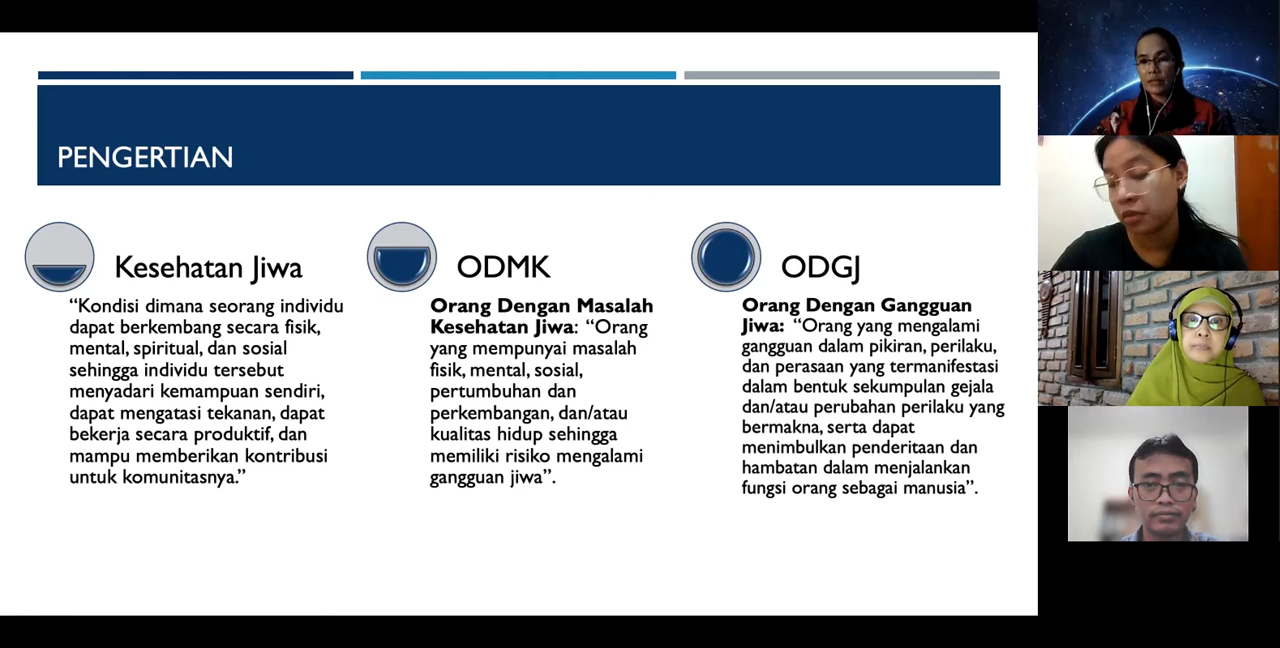 PENGERTIAN
Kesehatan Jiwa
“Kondisi dimana seorang individu
dapat berkembang secara fisik,
mental, spiritual, dan sosial
sehingga individu tersebut
menyadari kemampuan sendiri,
dapat mengatasi tekanan, dapat
bekerja secara produktif, dan
mampu memberikan kontribusi
untuk komunitasnya.”
ODMK
Orang Dengan Masalah
Kesehatan Jiwa: “Orang
yang mempunyai masalah
fisik, mental, sosial,
pertumbuhan dan
perkembangan, dan/atau
kualitas hidup sehingga
memiliki risiko mengalami
gangguan jiwa”.
ODGJ
Orang Dengan Gangguan
Jiwa: “Orang yang mengalami
gangguan dalam pikiran, perilaku,
dan perasaan yang termanifestasi
dalam bentuk sekumpulan gejala
dan/atau perubahan perilaku yang
bermakna, serta dapat
menimbulkan penderitaan dan
hambatan dalam menjalankan
fungsi orang sebagai manusia”.